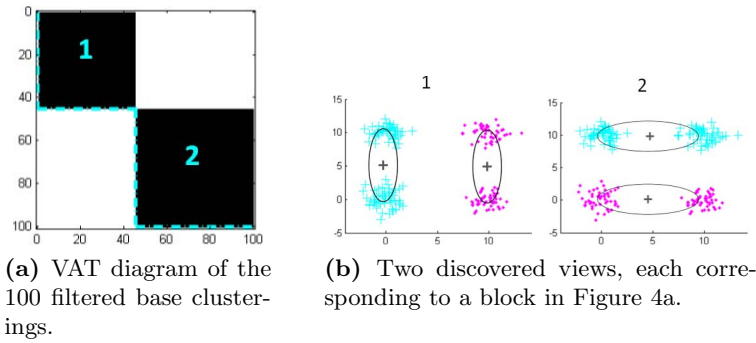 0
20
40
60
80
100
0 20 40 60 80 100
1
2
1
15
10
5
0
-5
0 5 10
2
15
10
5
0
-5
0 5 10
(a) VAT diagram of the
100 filtered base cluster-
ings.
(b) Two discovered views, each corre-
sponding to a block in Figure 4a.